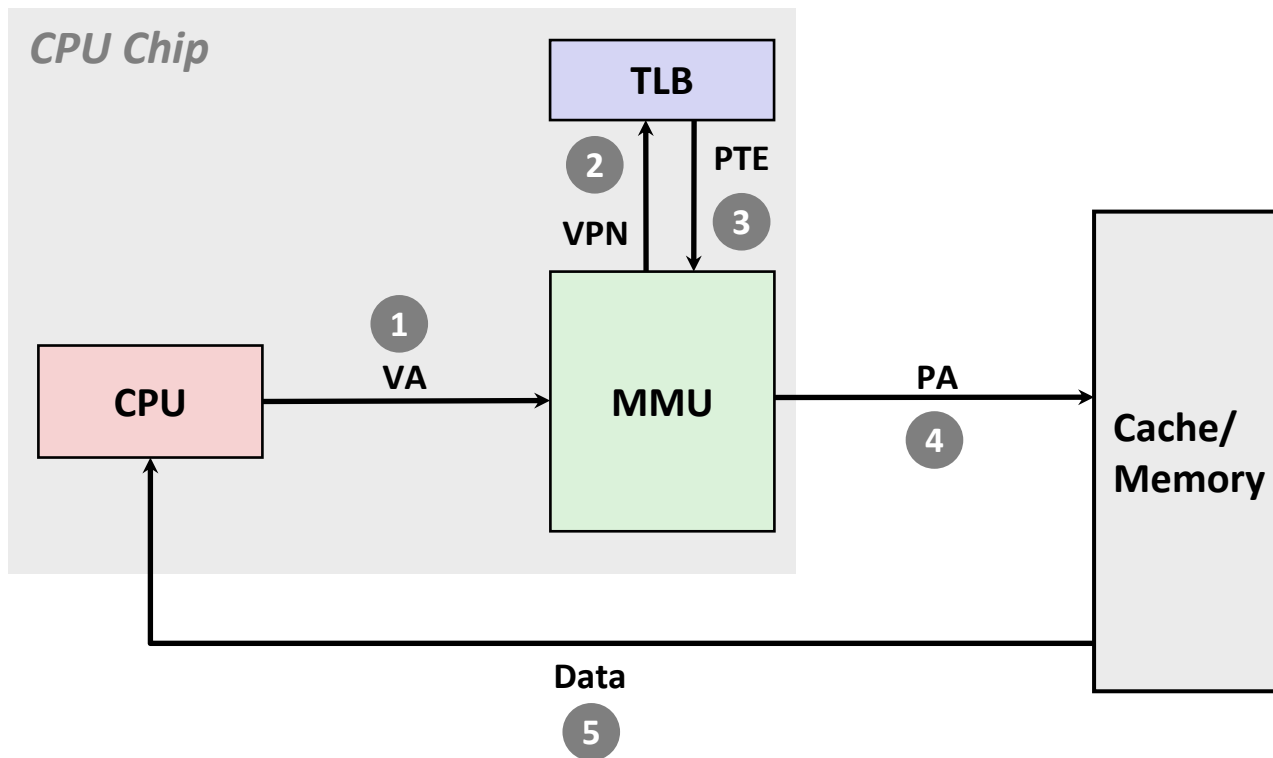 CPU Chip
TLB
2
PTE
VPN
3
1
VA
CPU
MMU
PA
4
Cache/
Memory
Data
5